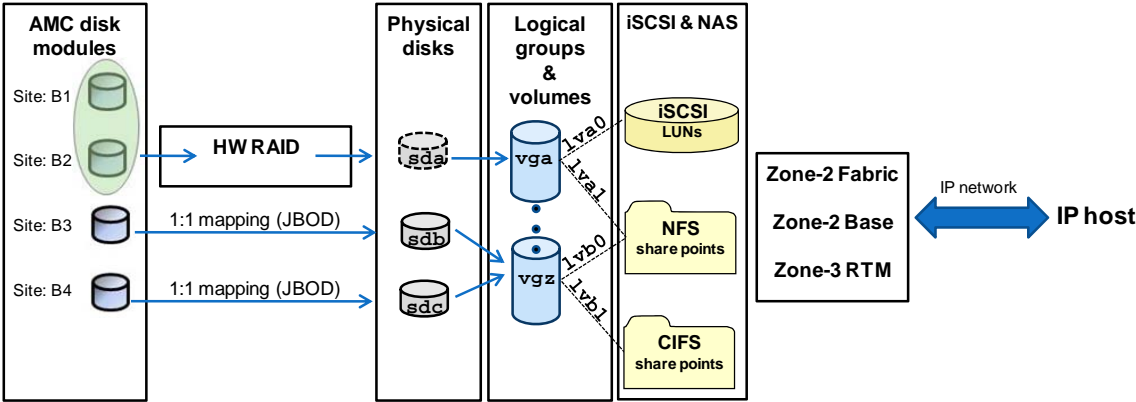 AMC disk
modules
Site: B1
Site: B2
Site: B3
Site: B4
HW RAID
1:1 mapping (JBOD)
1:1 mapping (JBOD)
Physical
disks
sda
sdb
sdc
Logical
groups
&
volumes
vga
vgz
lva0
lva1
lvb0
lvb1
iSCSI & NAS
iSCSI
LUNs
NFS
share points
CIFS
share points
Zone-2 Fabric
Zone-2 Base
Zone-3 RTM
IP network
IP host